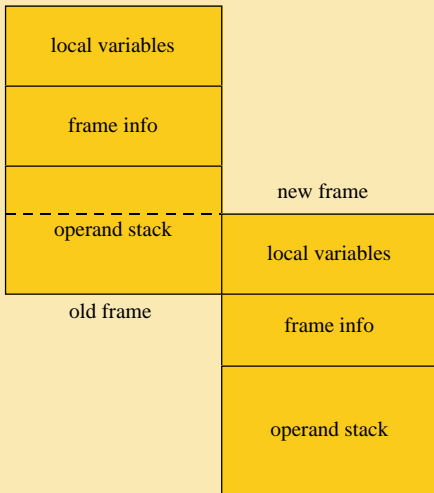 local variables
frame info
operand stack
old frame
new frame
local variables
frame info
operand stack